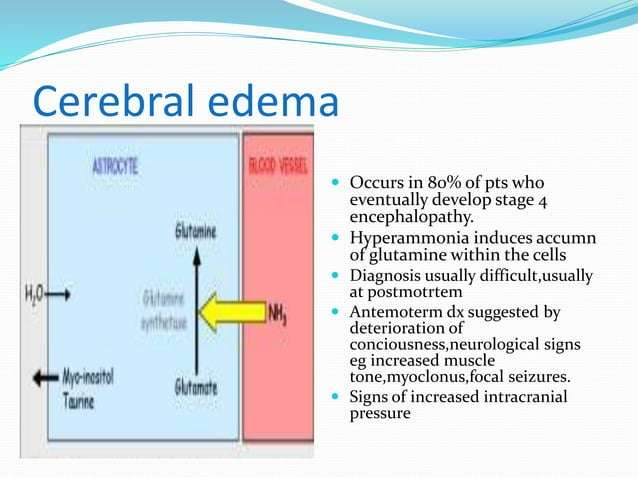 Cerebral edema
ASTROCYTE
BLOOD VESSEL
Glutamine
H₂O
Glutamine
synthetase
NH₃
Myo-inositol
Taurine
Glutamate
Occurs in 80% of pts who
eventually develop stage 4
encephalopathy.
Hyperammonia induces accumn
of glutamine within the cells
Diagnosis usually difficult,usually
at postmotrtem
Antemoterm dx suggested by
deterioration of
conciousness,neurological signs
eg increased muscle
tone,myoclonus,focal seizures.
Signs of increased intracranial
pressure